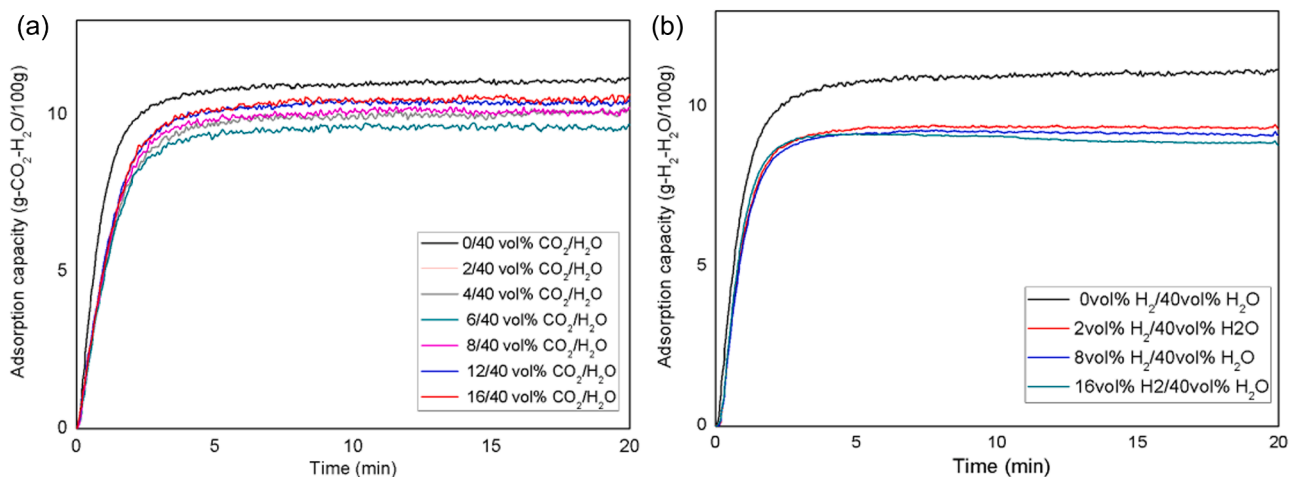 (a)
Adsorption capacity (g-CO₂-H₂O/100g)
10
5
0
0 5 10 15 20
Time (min)
0/40 vol% CO₂/H₂O
2/40 vol% CO₂/H₂O
4/40 vol% CO₂/H₂O
6/40 vol% CO₂/H₂O
8/40 vol% CO₂/H₂O
12/40 vol% CO₂/H₂O
16/40 vol% CO₂/H₂O
(b)
Adsorption capacity (g-H₂-H₂O/100g)
10
5
0
0 5 10 15 20
Time (min)
0vol% H₂/40vol% H₂O
2vol% H₂/40vol% H2O
8vol% H₂/40vol% H₂O
16vol% H2/40vol% H₂O